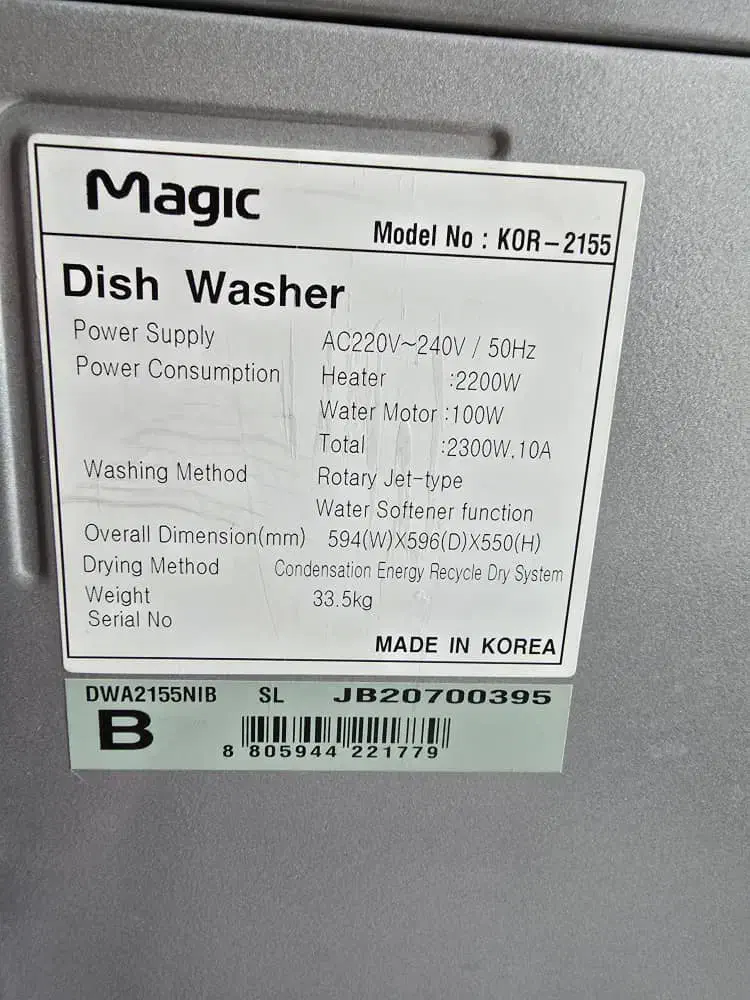 Magic
Model No : KOR-2155
Dish Washer
Power Supply AC220V~240V / 50Hz
Power Consumption Heater :2200W
Water Motor :100W
Total :2300W.10A
Washing Method Rotary Jet-type
Water Softener function
Overall Dimension(mm) 594(W)X596(D)X550(H)
Drying Method Condensation Energy Recycle Dry System
Weight 33.5kg
Serial No
MADE IN KOREA
DWA2155NIB SL JB20700395
B
8 805944 221779